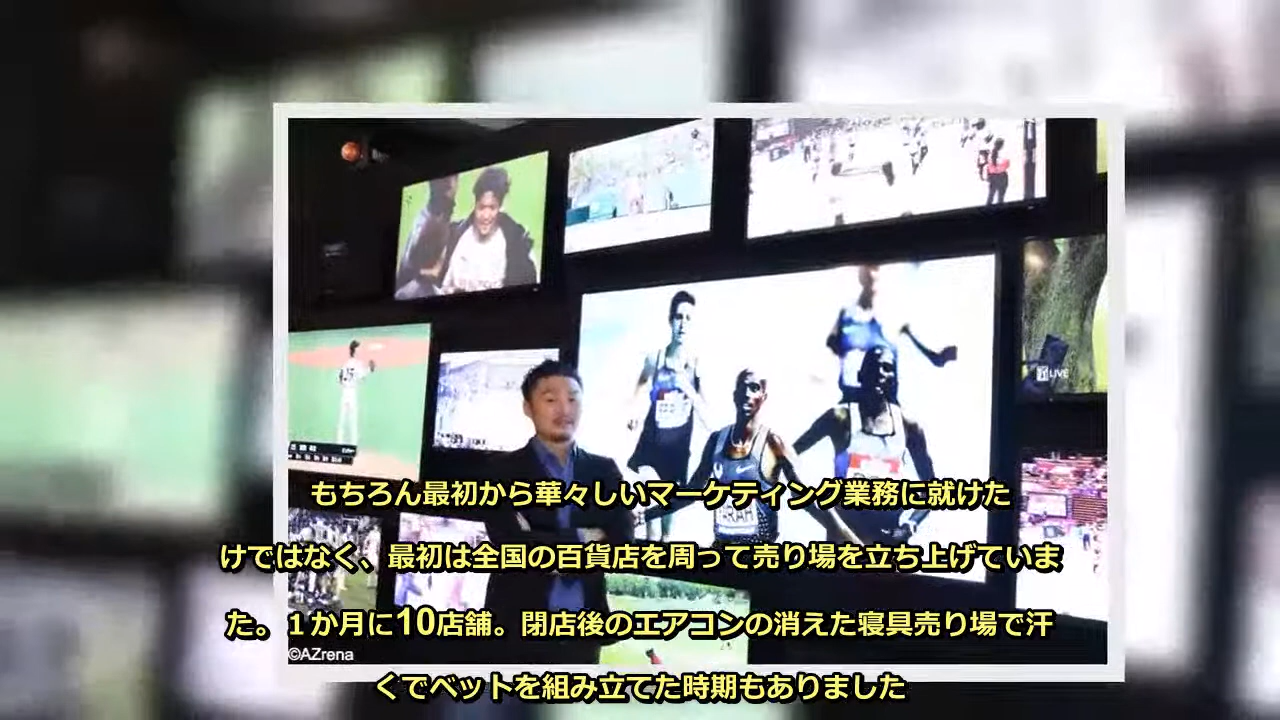 LIVE
FARAH
もちろん最初から華々しいマーケティング業務に就けた
けではなく、最初は全国の百貨店を周って売り場を立ち上げていま
た。１か月に10店舗。閉店後のエアコンの消えた寝具売り場で汗
©AZrena
くでベットを組み立てた時期もありました